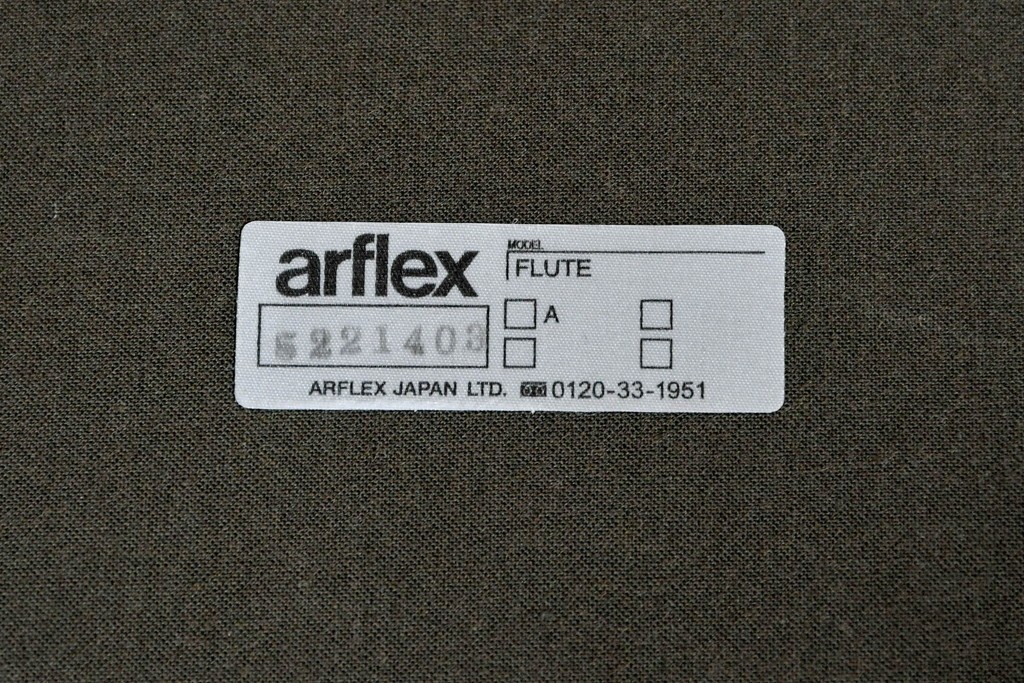 arflex
MODEL
FLUTE
A
5221403
ARFLEX JAPAN LTD. 0120-33-1951